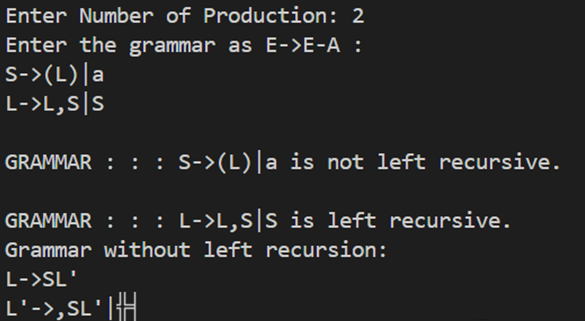 Enter Number of Production: 2
Enter the grammar as E->E-A :
S->(L)|a
L->L,S|S
GRAMMAR : : : S->(L)|a is not left recursive.
GRAMMAR : : : L->L,S|S is left recursive.
Grammar without left recursion:
L->SL'
L'->,SL'|╬